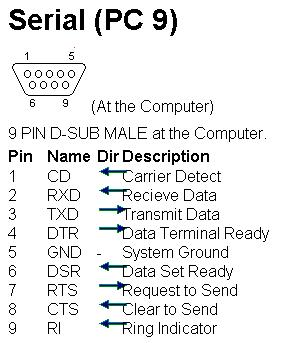 Serial (PC 9)
1 5
6 9 (At the Computer)
9 PIN D-SUB MALE at the Computer.
Pin Name Dir Description
1 CD Carrier Detect
2 RXD Recieve Data
3 TXD Transmit Data
4 DTR Data Terminal Ready
5 GND - System Ground
6 DSR Data Set Ready
7 RTS Request to Send
8 CTS Clear to Send
9 RI Ring Indicator